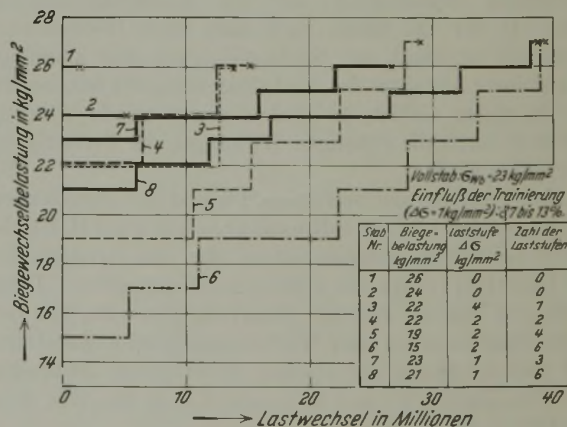 Biegewechselbelastung in kg/mm²
28
26
24
22
20
18
16
14
1
2
7
4
3
8
5
6
Vollstab: σWb = 23 kg/mm²
Einfluß der Trainierung
(Δσ = 1 kg/mm²): 8,7 bis 13%
Stab Nr. Biegebelastung kg/mm² Laststufe Δσ kg/mm² Zahl der Laststufen
1 26 0 0
2 24 0 0
3 22 4 1
4 22 2 2
5 19 2 4
6 15 2 6
7 23 1 3
8 21 1 6
0 10 20 30 40
Lastwechsel in Millionen